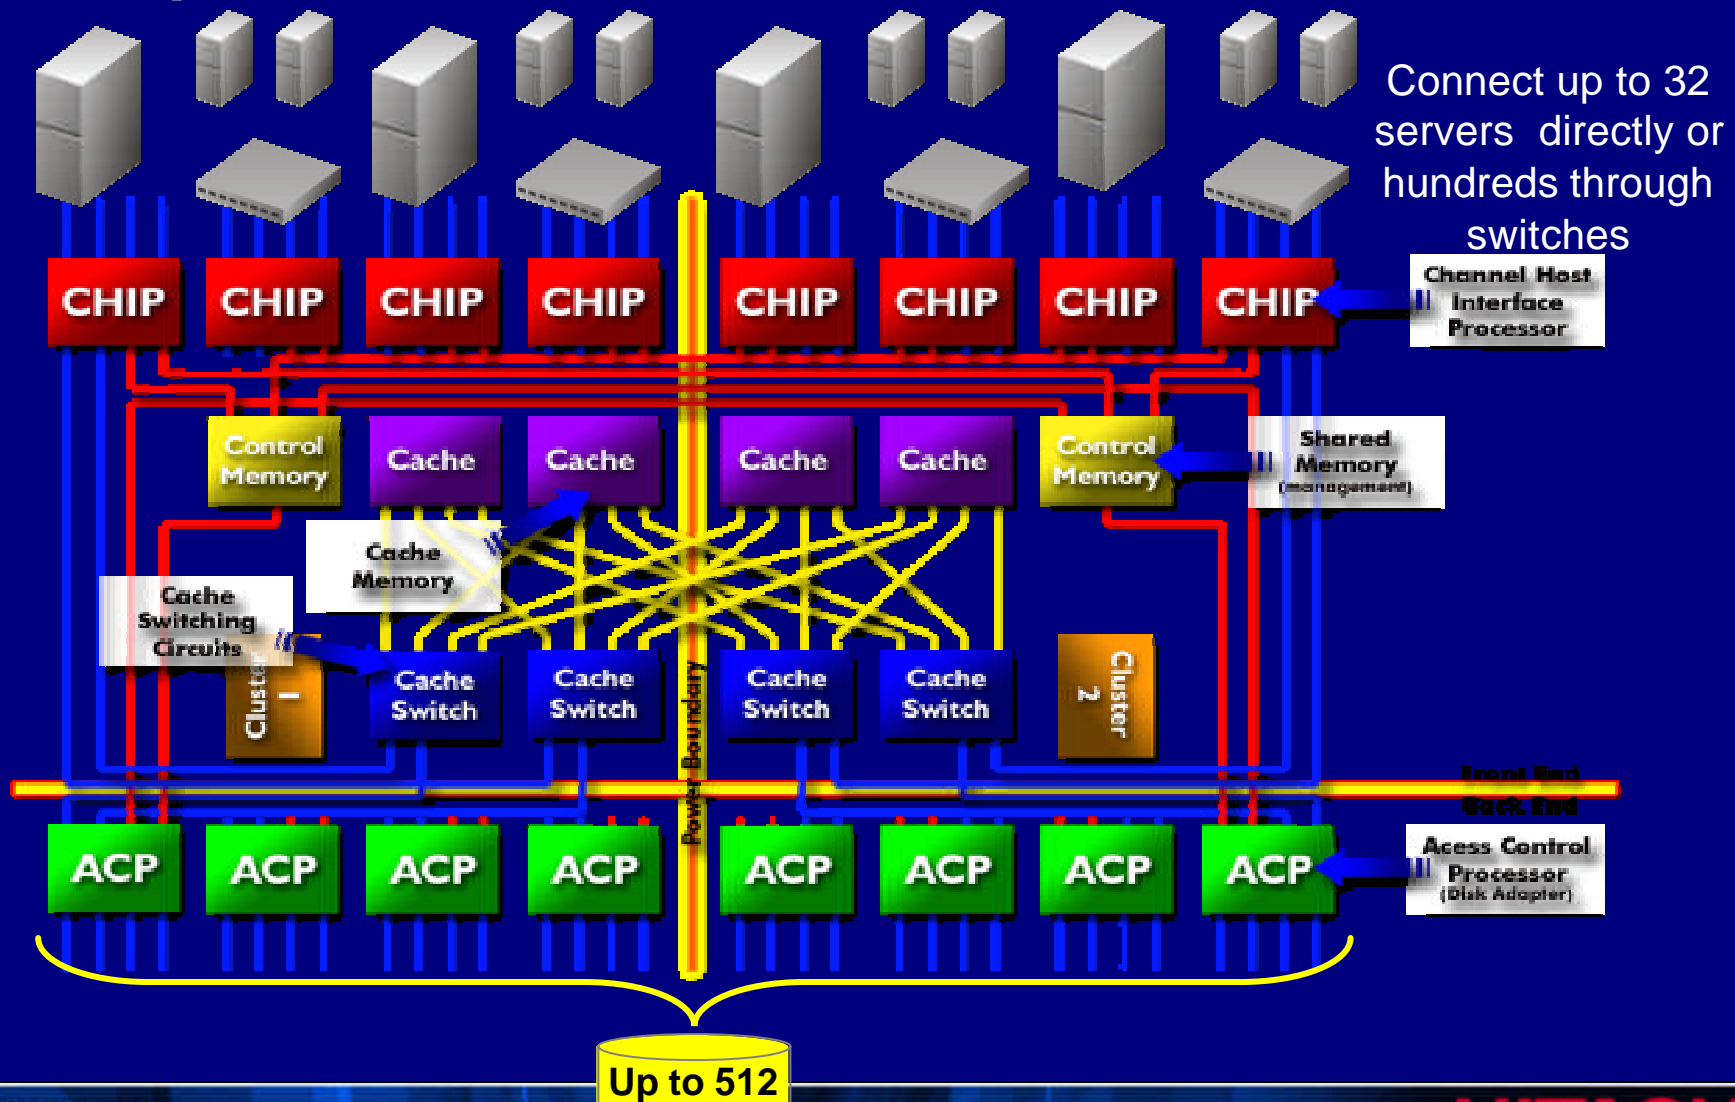 Connect up to 32
servers directly or
hundreds through
switches
CHIP
CHIP
CHIP
CHIP
CHIP
CHIP
CHIP
CHIP
Channel Host
Interface
Processor
Control
Memory
Cache
Cache
Cache
Cache
Control
Memory
Shared
Memory
(management)
Cache
Memory
Cache
Switching
Circuits
Cluster
1
Cache
Switch
Cache
Switch
Power Boundary
Cache
Switch
Cache
Switch
Cluster
2
Front End
Back End
ACP
ACP
ACP
ACP
ACP
ACP
ACP
ACP
Acess Control
Processor
(Disk Adapter)
Up to 512